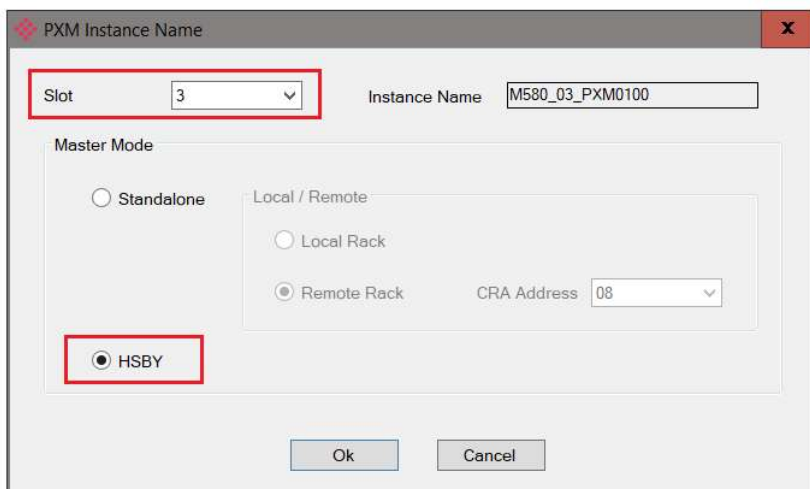 PXM Instance Name
x
Slot 3 Instance Name M580_03_PXM0100
Master Mode
Standalone Local / Remote
Local Rack
Remote Rack CRA Address 08
HSBY
Ok Cancel